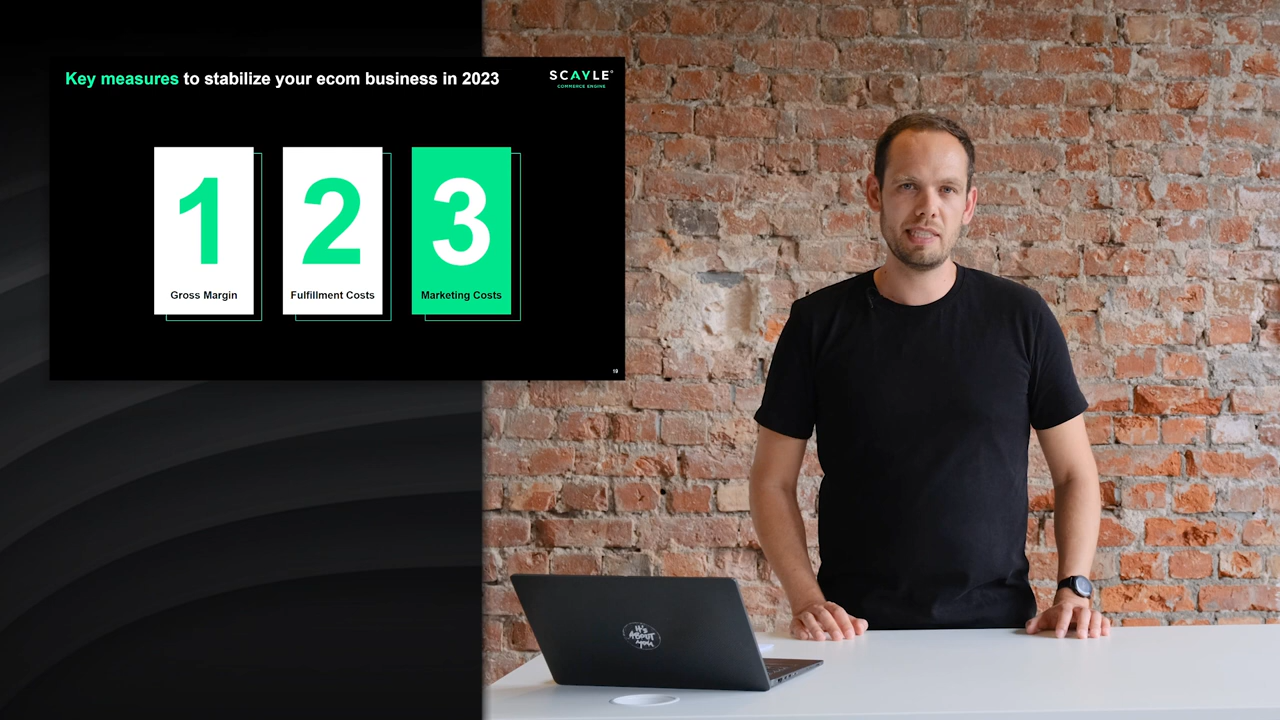 Key measures to stabilize your ecom business in 2023
SCAYLE
COMMERCE ENGINE
1
2
3
Gross Margin
Fulfillment Costs
Marketing Costs
19
It's
ABOUT
you